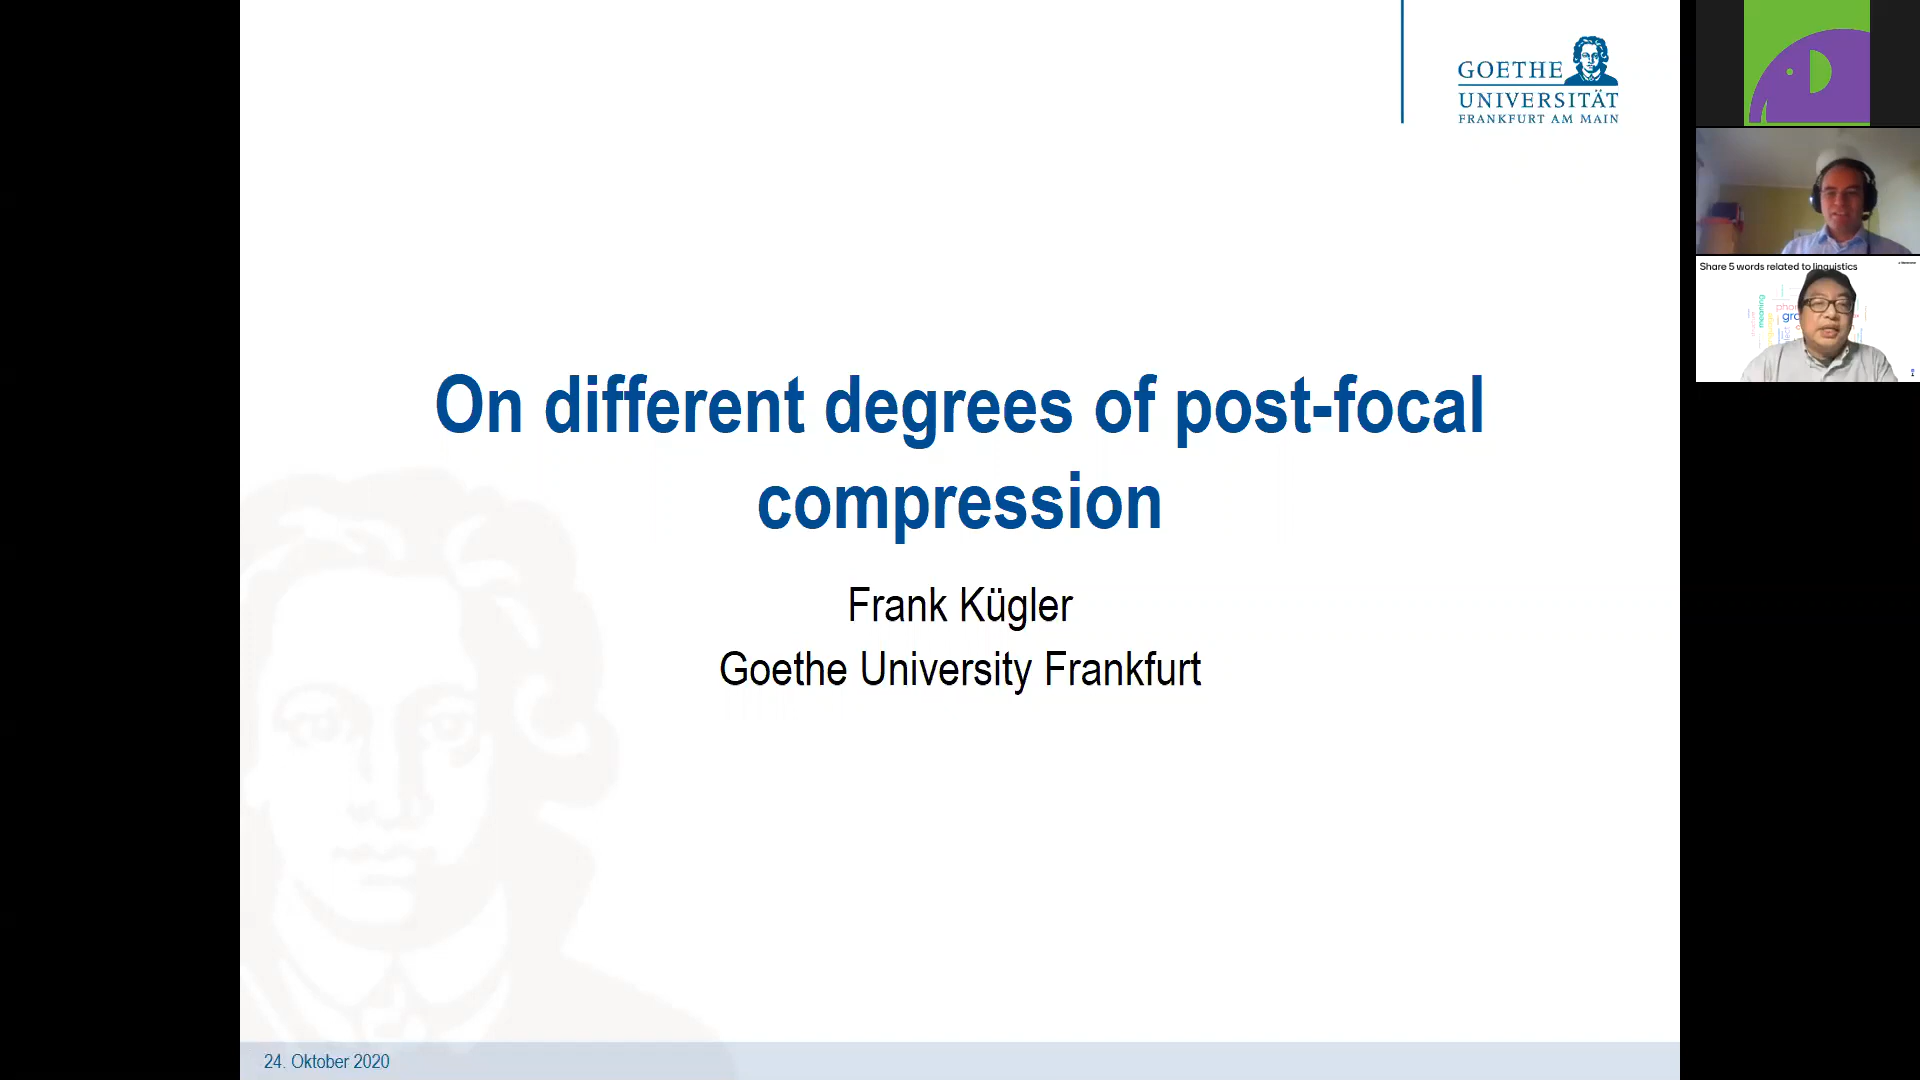 GOETHE
UNIVERSITÄT
FRANKFURT AM MAIN
On different degrees of post-focal
compression
Frank Kügler
Goethe University Frankfurt
24. Oktober 2020
Share 5 words related to linguistics
meaning